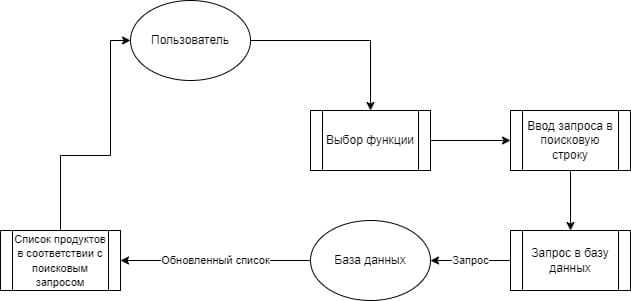 Пользователь
Выбор функции
Ввод запроса в
поисковую
строку
Список продуктов
в соответствии с
поисковым
запросом
Обновленный список
База данных
Запрос
Запрос в базу
данных